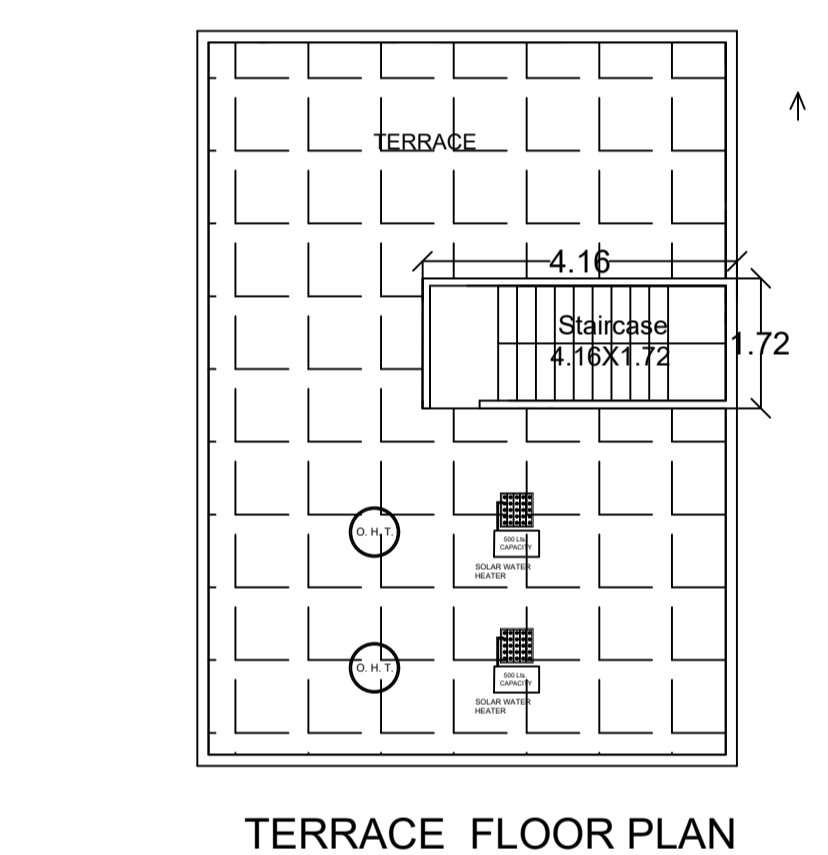 TERRACE
4.16
Staircase
4.16X1.72
1.72
O. H. T.
500 Lts.
CAPACITY
SOLAR WATER
HEATER
O. H. T.
500 Lts.
CAPACITY
SOLAR WATER
HEATER
TERRACE FLOOR PLAN